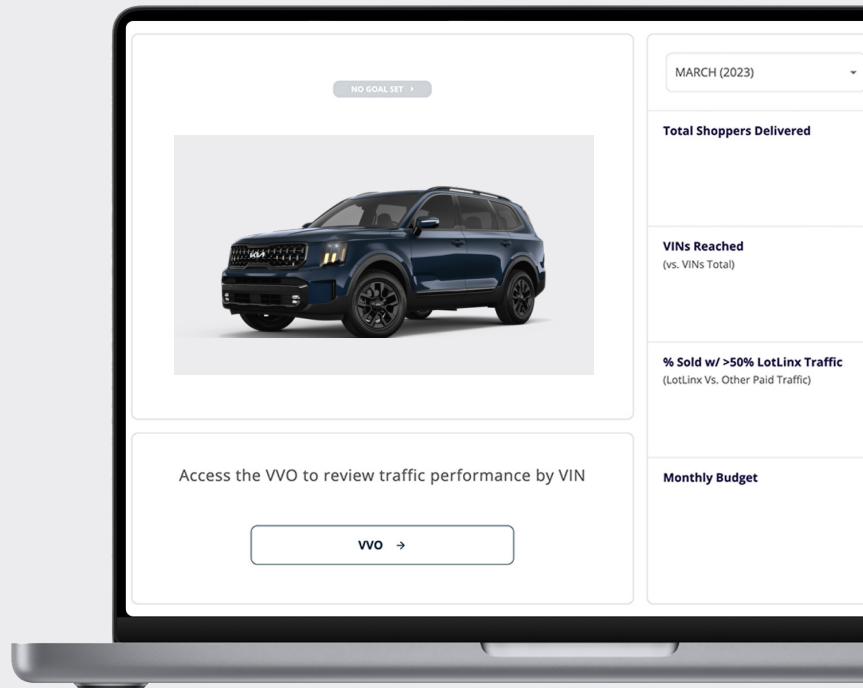 NO GOAL SET
KIA
Access the VVO to review traffic performance by VIN
VVO
MARCH (2023)
Total Shoppers Delivered
VINs Reached
(vs. VINs Total)
% Sold w/ >50% LotLinx Traffic
(LotLinx Vs. Other Paid Traffic)
Monthly Budget